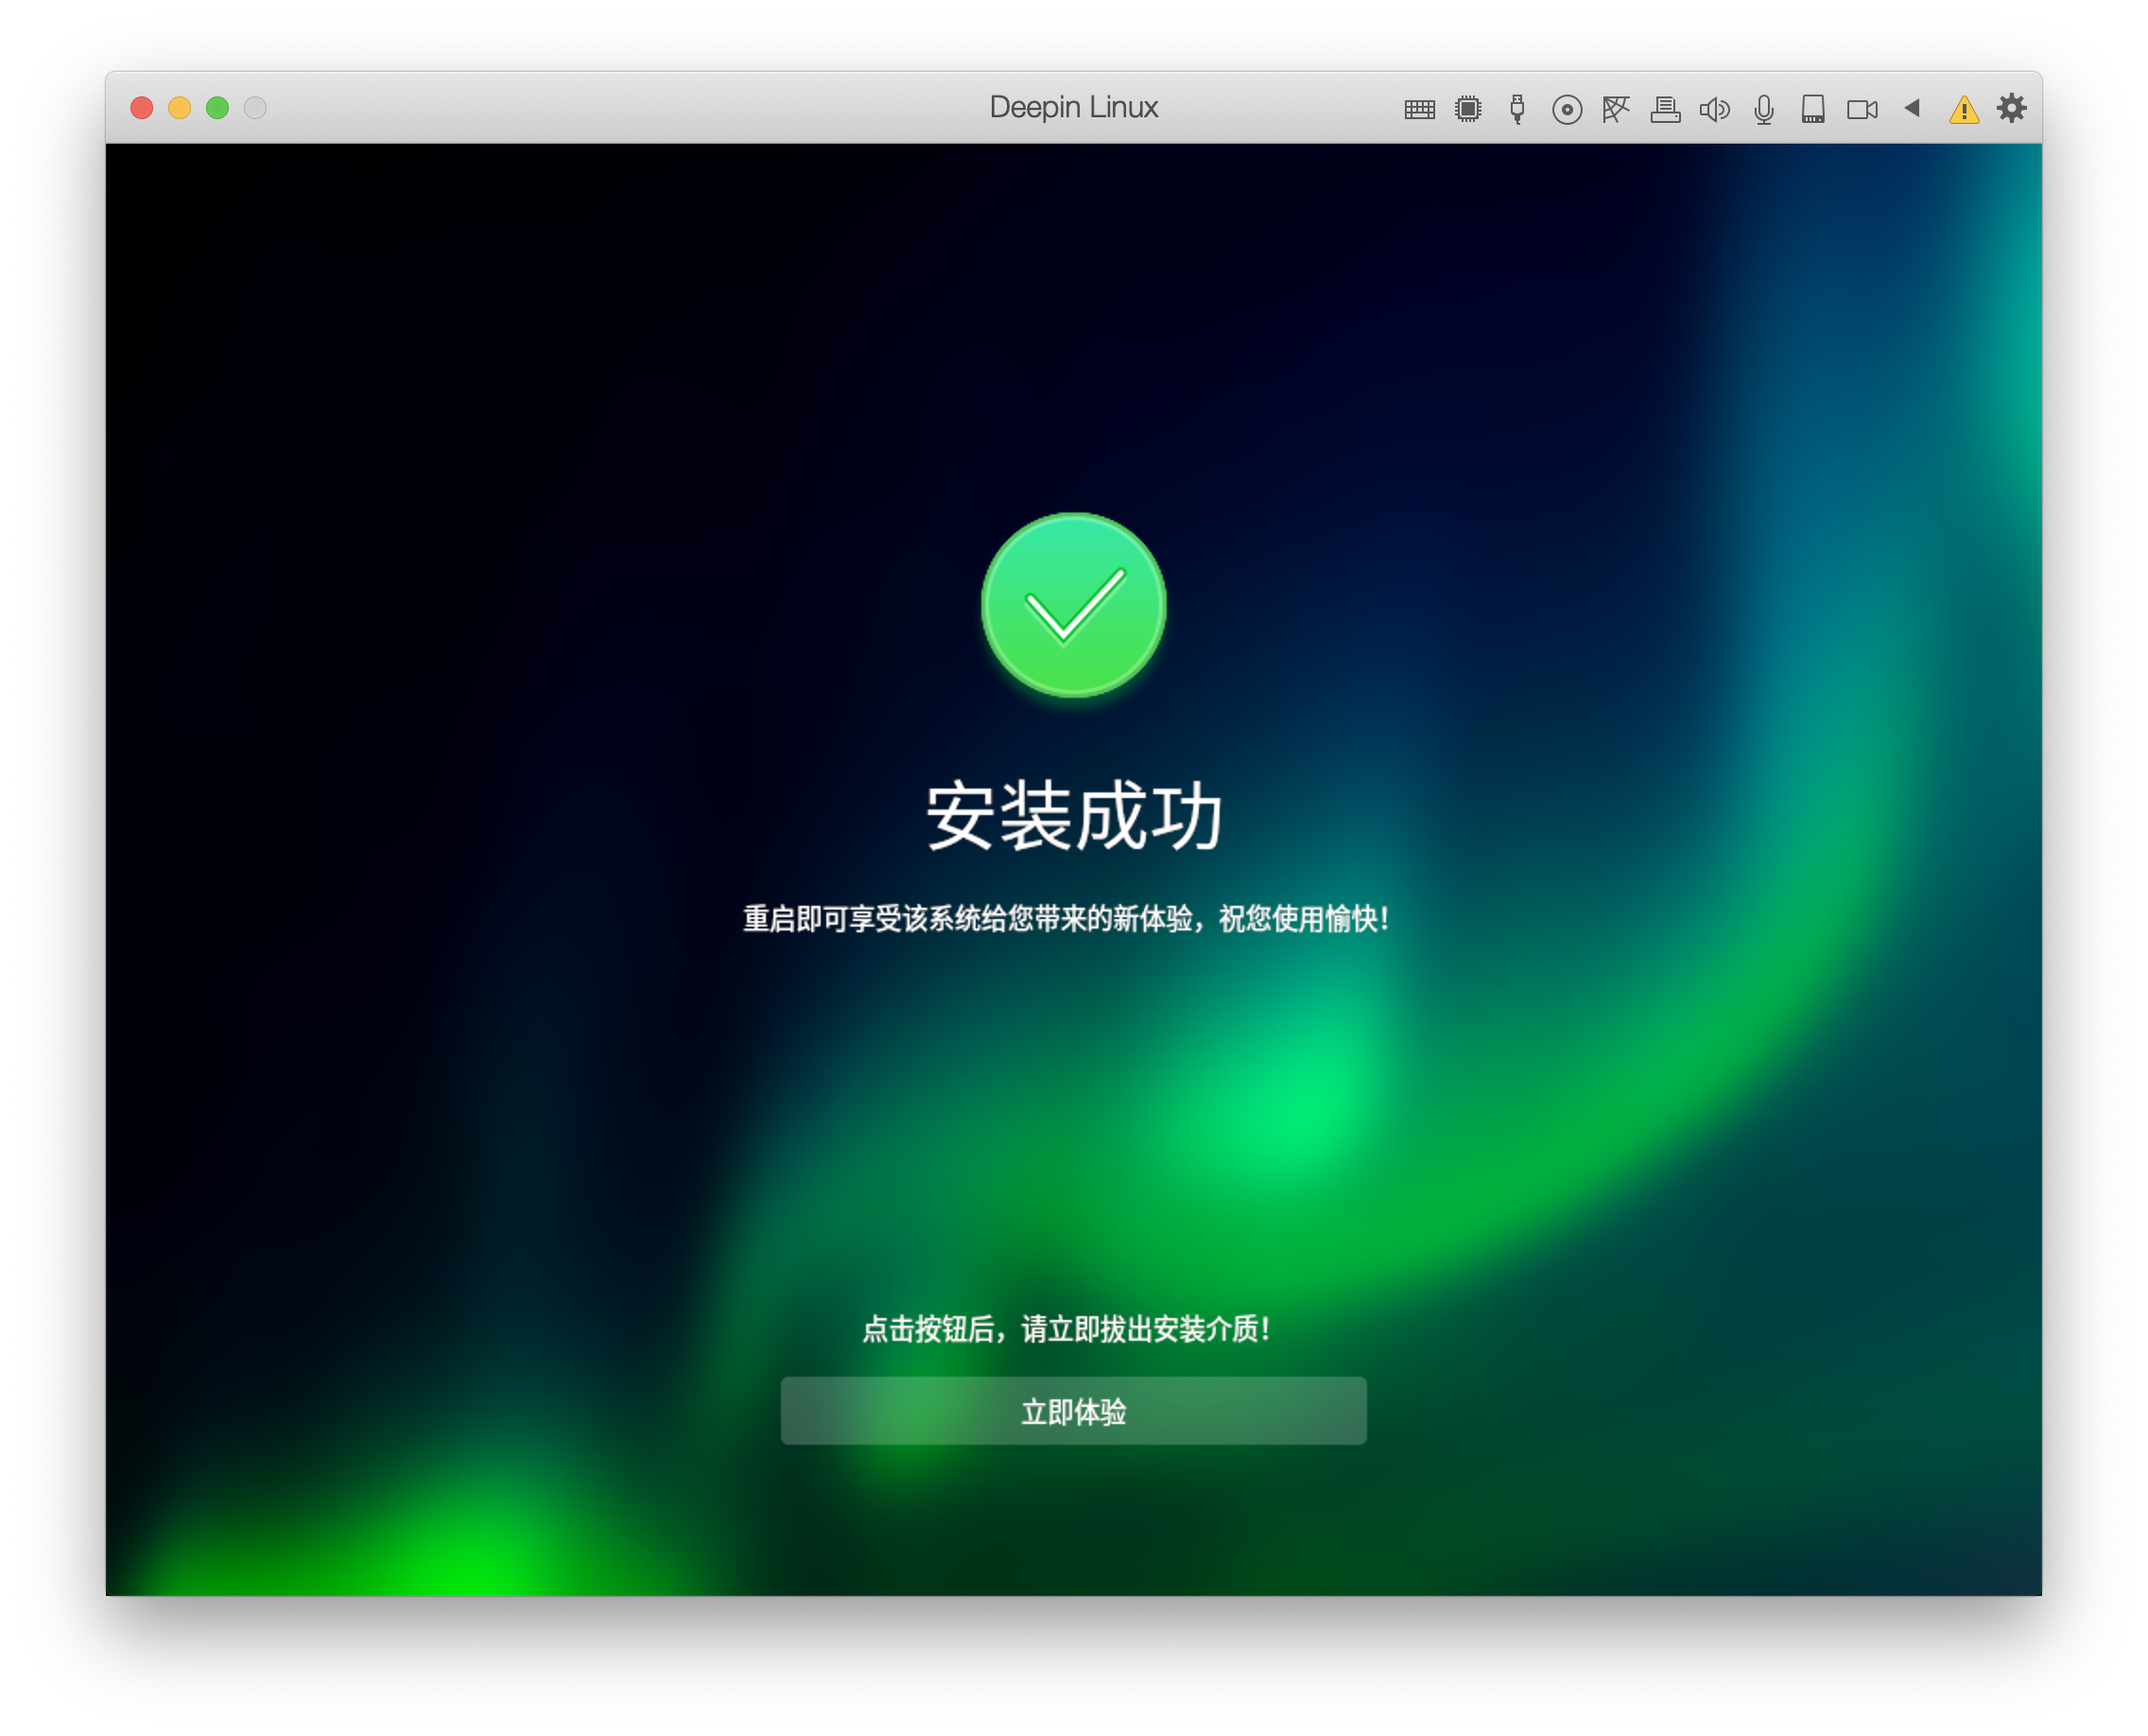 Deepin Linux
安装成功
重启即可享受该系统给您带来的新体验，祝您使用愉快！
点击按钮后，请立即拔出安装介质！
立即体验